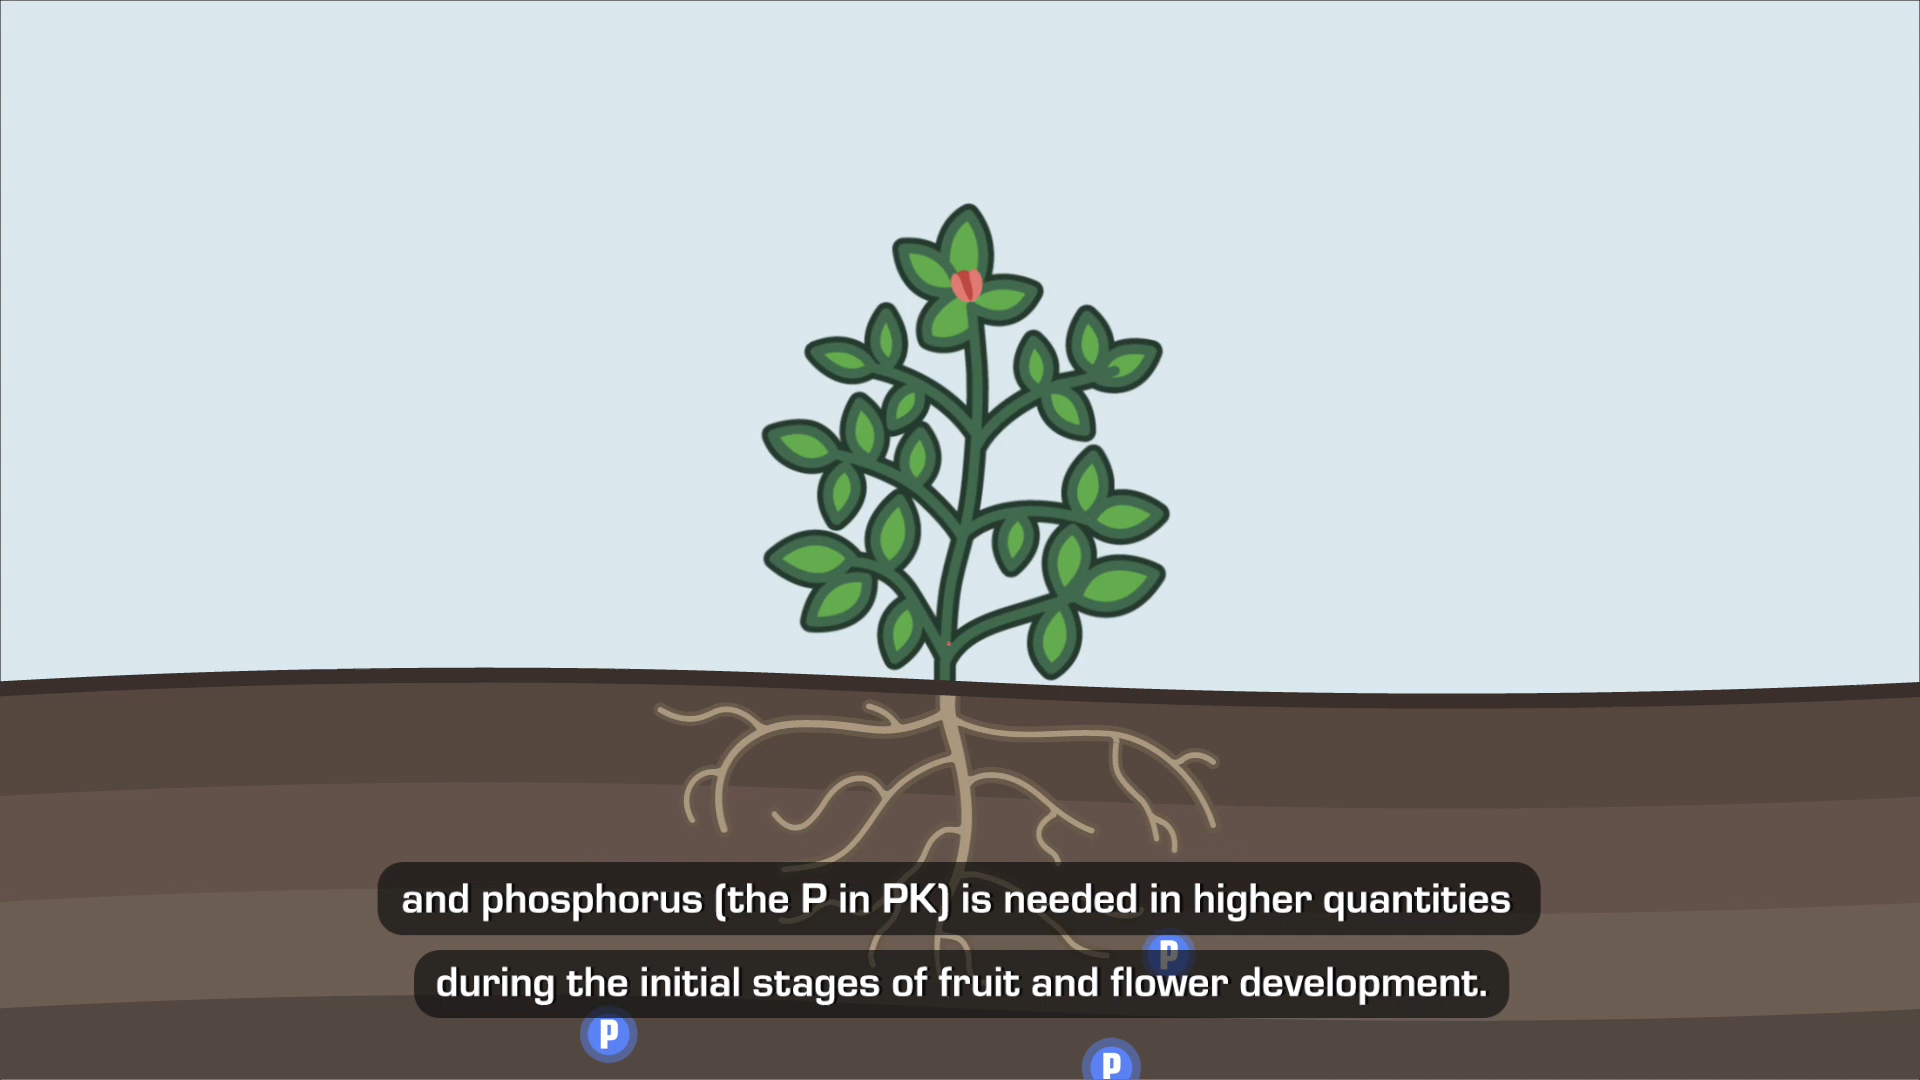 and phosphorus (the P in PK) is needed in higher quantities
P
during the initial stages of fruit and flower development.
P
P